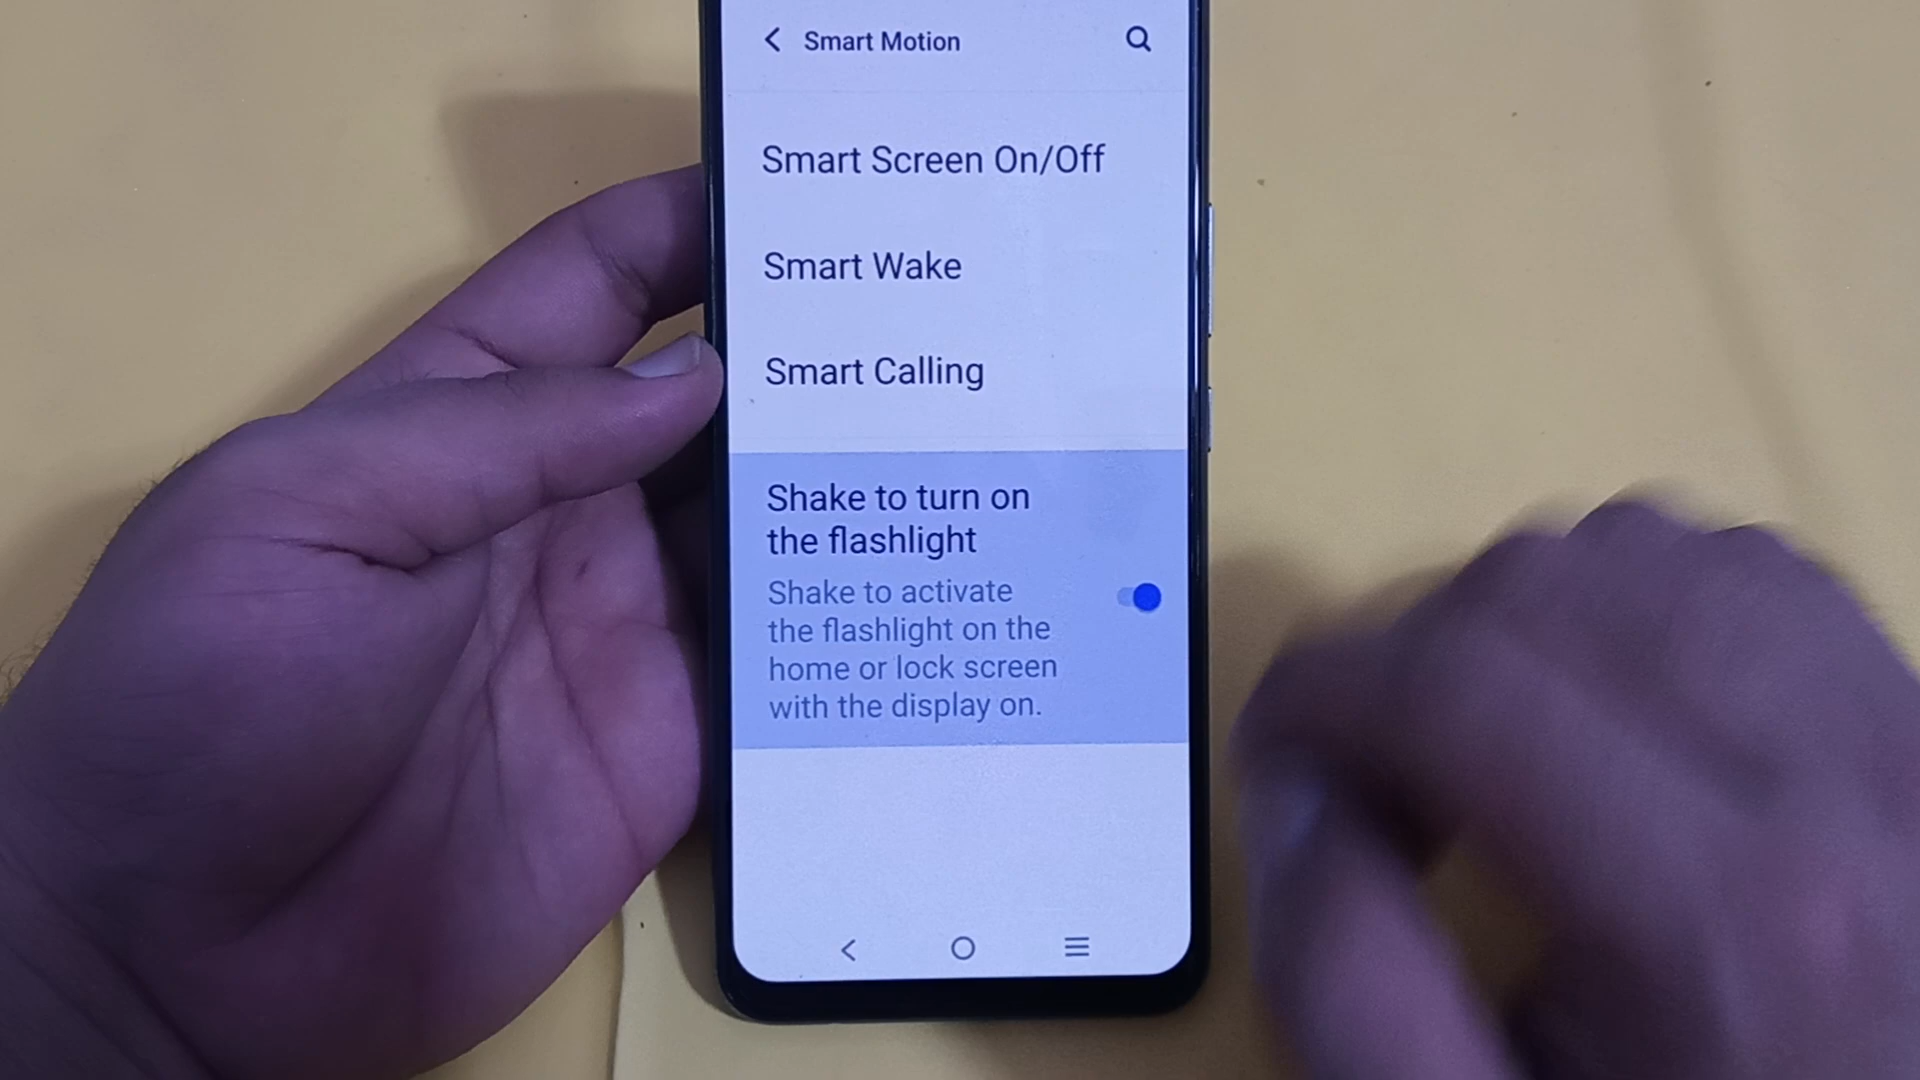 Smart Motion
Smart Screen On/Off
Smart Wake
Smart Calling
Shake to turn on
the flashlight
Shake to activate
the flashlight on the
home or lock screen
with the display on.